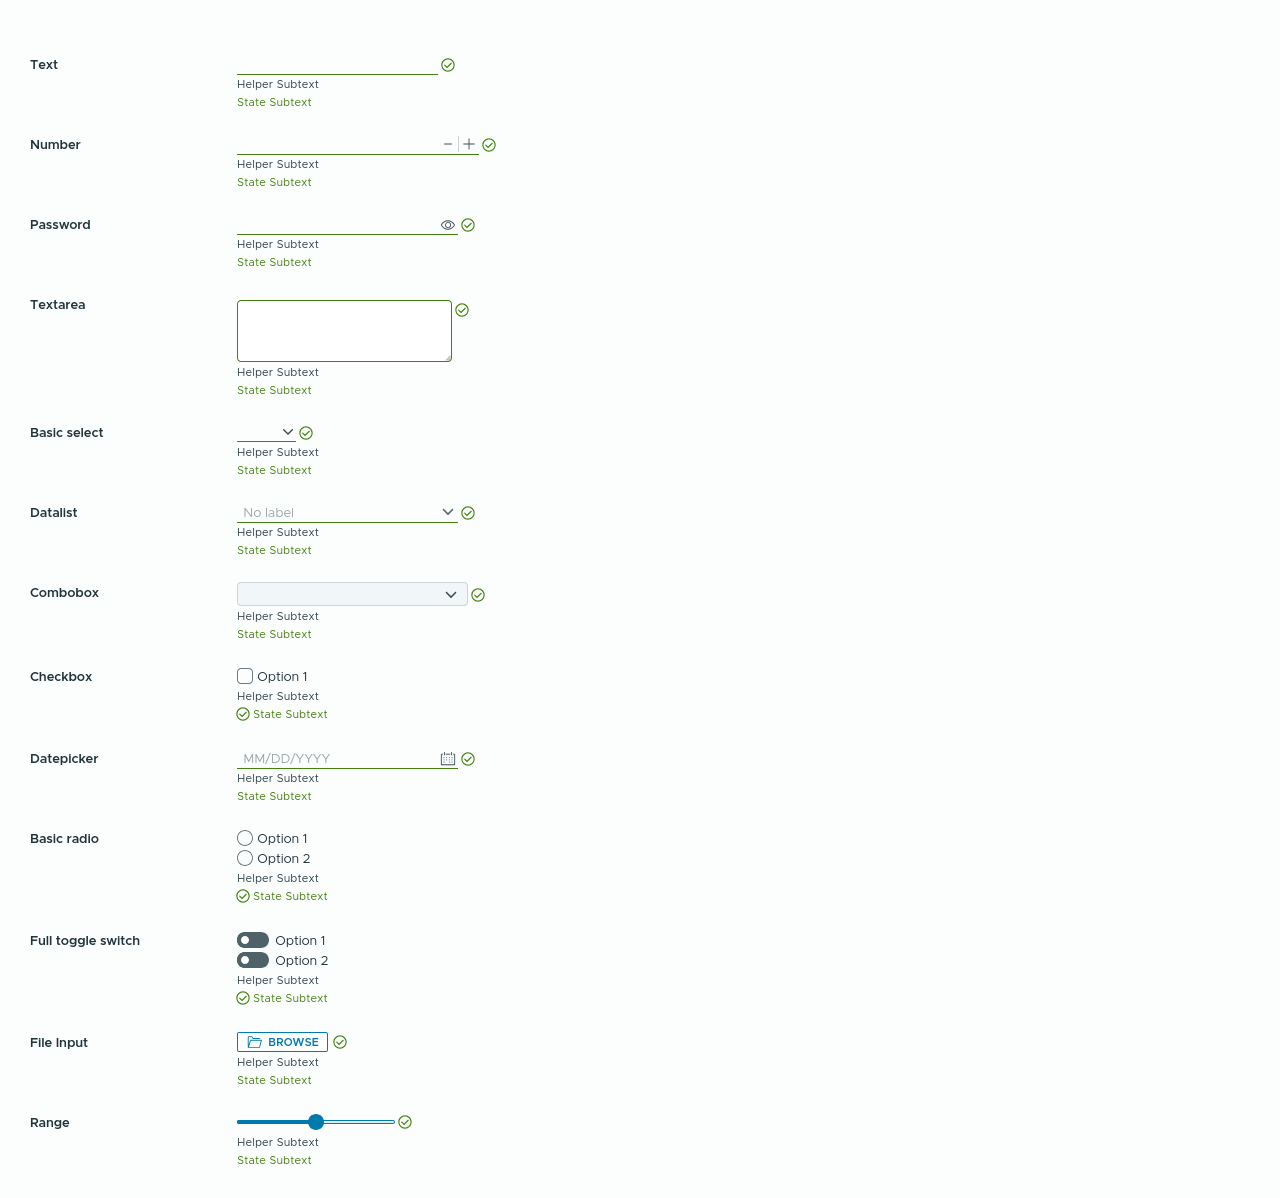 Text
Helper Subtext
State Subtext
Number
Helper Subtext
State Subtext
Password
Helper Subtext
State Subtext
Textarea
Helper Subtext
State Subtext
Basic select
Helper Subtext
State Subtext
Datalist No label
Helper Subtext
State Subtext
Combobox
Helper Subtext
State Subtext
Checkbox Option 1
Helper Subtext
State Subtext
Datepicker MM/DD/YYYY
Helper Subtext
State Subtext
Basic radio Option 1
Option 2
Helper Subtext
State Subtext
Full toggle switch Option 1
Option 2
Helper Subtext
State Subtext
File Input BROWSE
Helper Subtext
State Subtext
Range
Helper Subtext
State Subtext